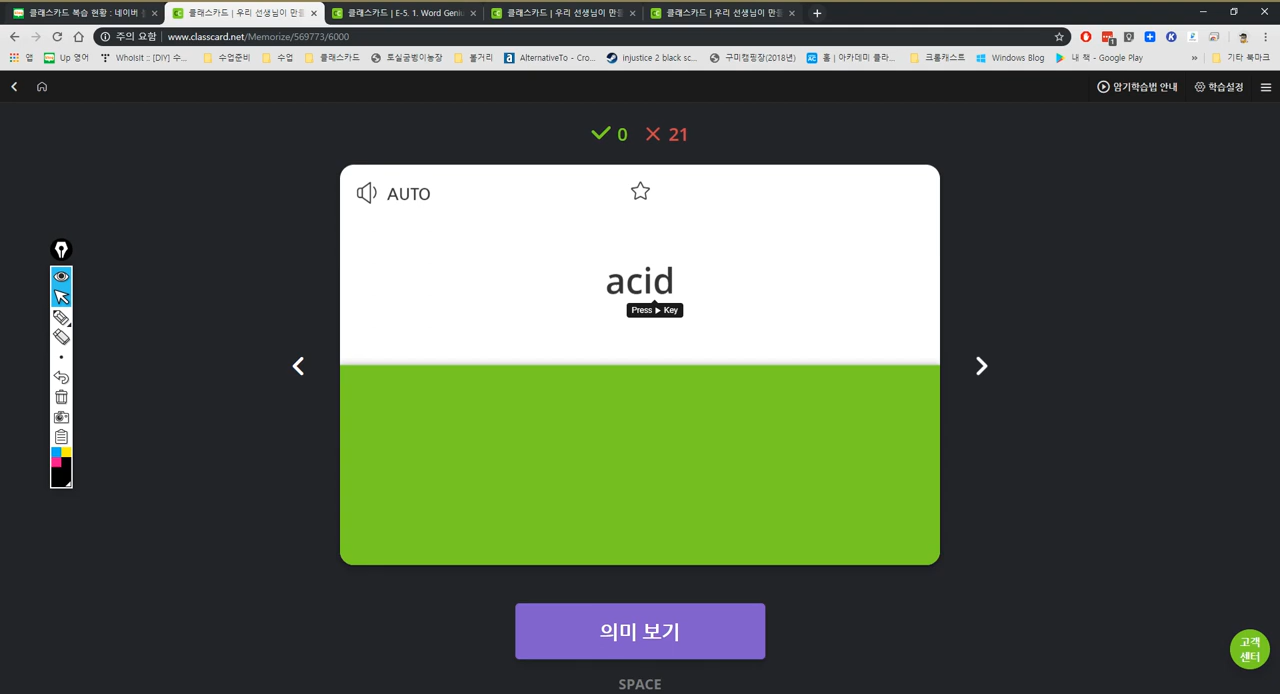 클래스카드 복습 현황 : 네이버
클래스카드 | 우리 선생님이 만들
클래스카드 | E-5. 1. Word Geni
클래스카드 | 우리 선생님이 만들
클래스카드 | 우리 선생님이 만들
주의 요함 | www.classcard.net/Memorize/569773/6000
앱
Up 영어
WhoIsIt :: [DIY] 수...
수업준비
수업
클래스카드
토실굼벵이농장
볼거리
AlternativeTo - Cro...
injustice 2 black sc...
구미캠핑장(2018년)
홈 | 아카데미 클라...
크롬캐스트
Windows Blog
내 책 - Google Play
»
기타 북마크
암기학습법 안내
학습설정
0 21
AUTO
acid
Press ▶ Key
의미 보기
SPACE
고객
센터